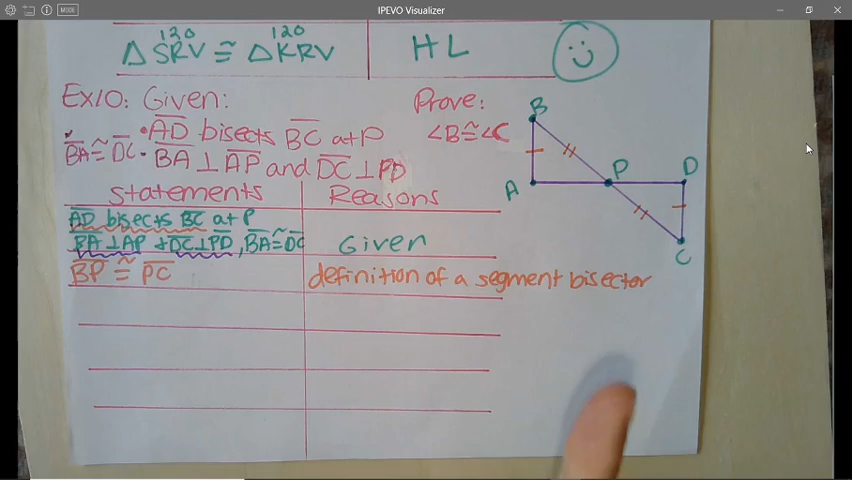 MODE
IPEVO Visualizer
120 120
△ SRV ≅ △ KRV
HL
Ex10: Given:
Prove:
• AD bisects BC at P
∠B≅∠C
• BA≅DC • BA ⊥ AP and DC ⊥ PD
statements
Reasons
AD bisects BC at P
BA ⊥ AP + DC ⊥ PD, BA≅DC
Given
BP ≅ PC
definition of a segment bisector
B
P
D
A
C